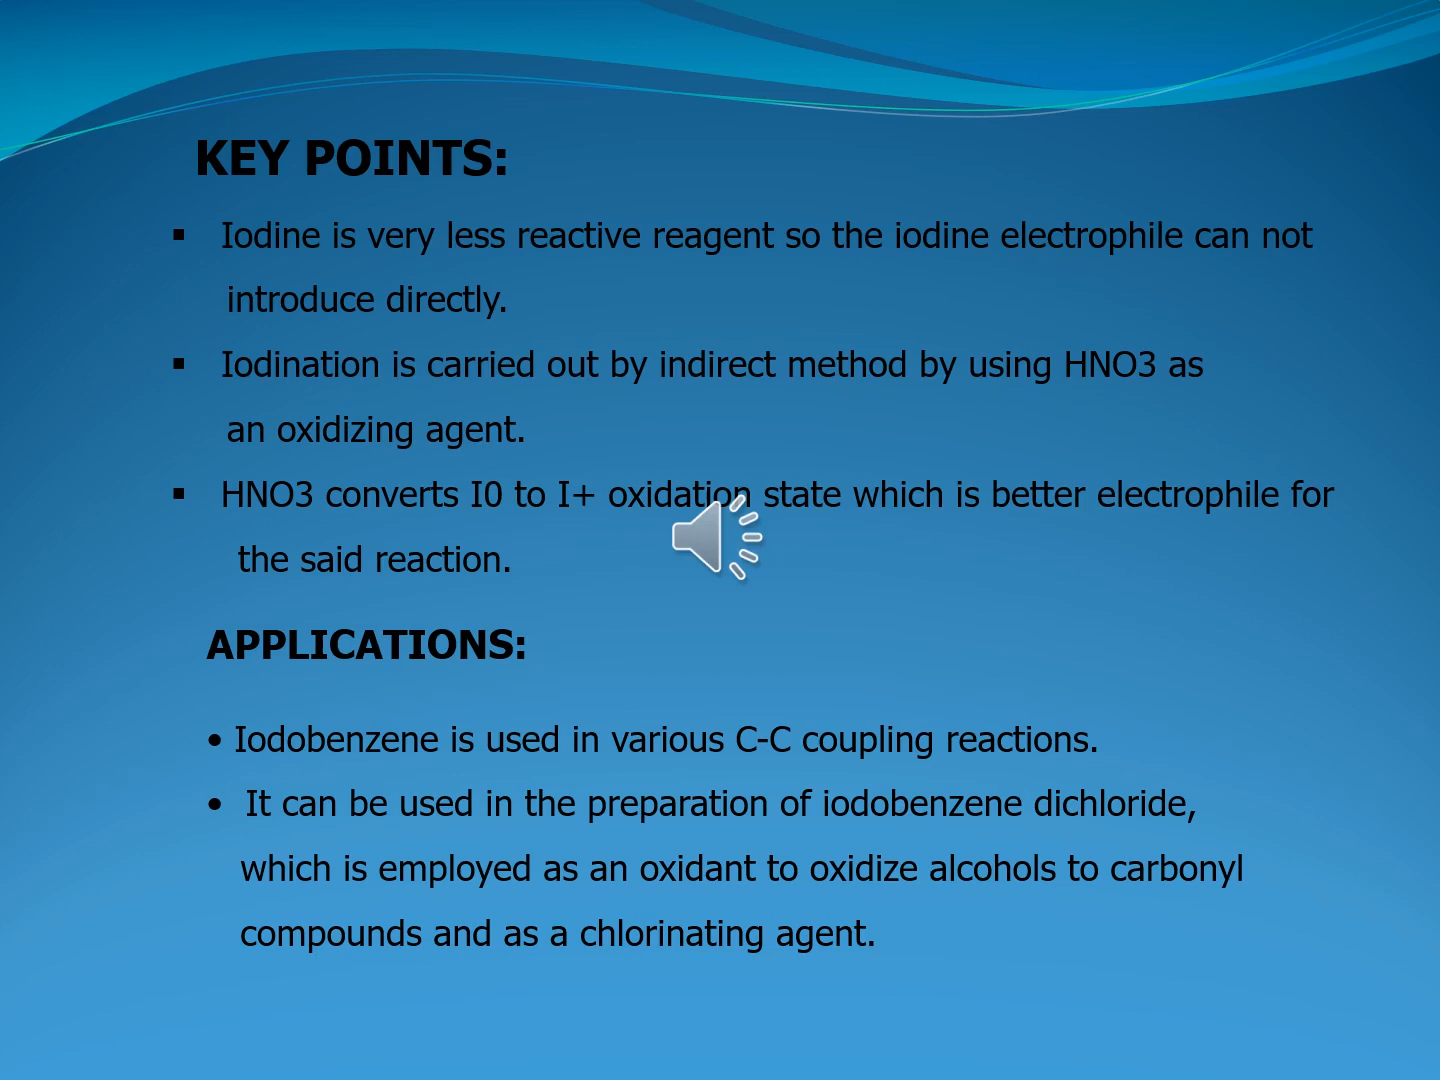 KEY POINTS:
▪ Iodine is very less reactive reagent so the iodine electrophile can not
introduce directly.
▪ Iodination is carried out by indirect method by using HNO3 as
an oxidizing agent.
▪ HNO3 converts I0 to I+ oxidation state which is better electrophile for
the said reaction.
APPLICATIONS:
• Iodobenzene is used in various C-C coupling reactions.
• It can be used in the preparation of iodobenzene dichloride,
which is employed as an oxidant to oxidize alcohols to carbonyl
compounds and as a chlorinating agent.